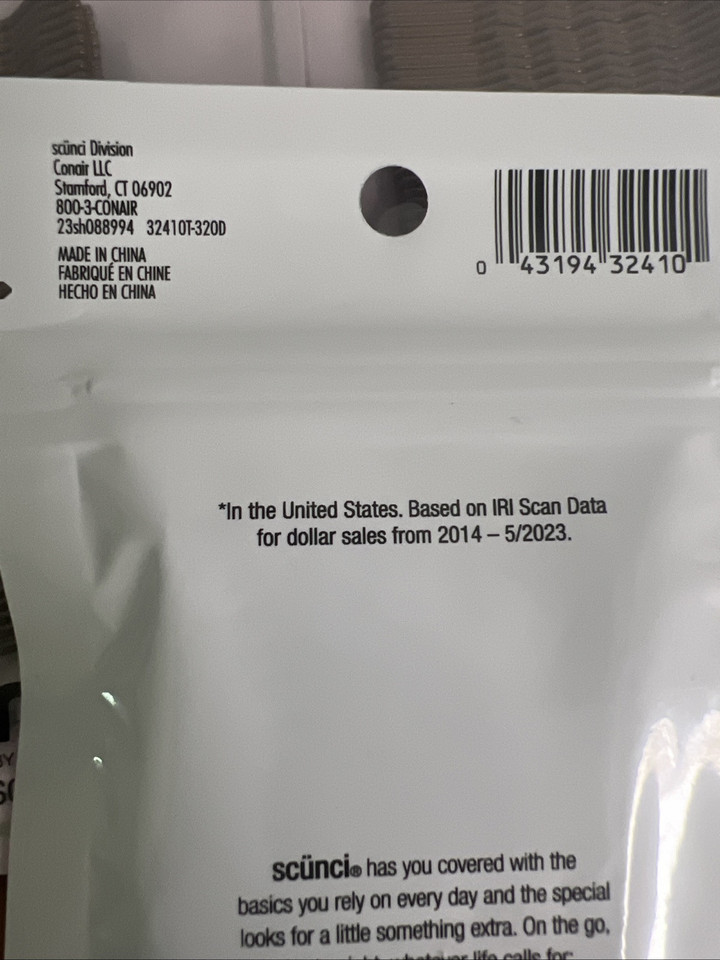 scünci Division
Conair LLC
Stamford, CT 06902
800-3-CONAIR
23sh088994 32410T-320D
MADE IN CHINA
FABRIQUÉ EN CHINE
HECHO EN CHINA
0 43194 32410
*In the United States. Based on IRI Scan Data
for dollar sales from 2014 – 5/2023.
scünci® has you covered with the
basics you rely on every day and the special
looks for a little something extra. On the go,
life calls for